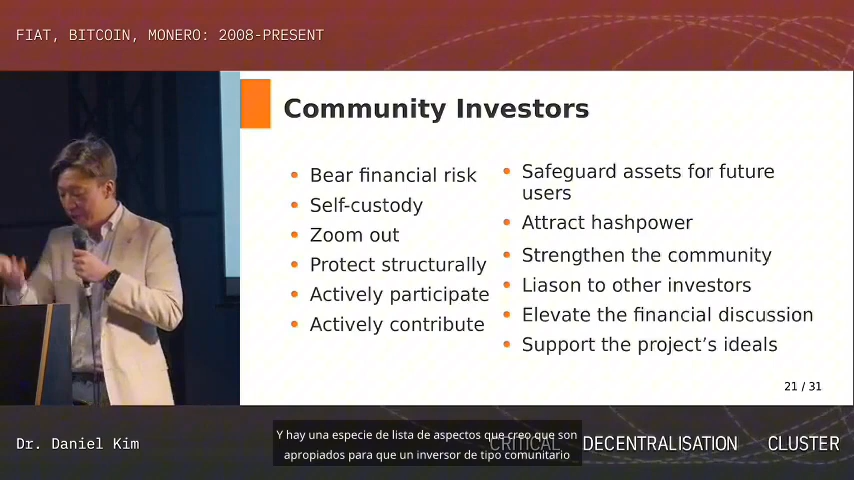 FIAT, BITCOIN, MONERO: 2008-PRESENT
Community Investors
Bear financial risk
Self-custody
Zoom out
Protect structurally
Actively participate
Actively contribute
Safeguard assets for future
users
Attract hashpower
Strengthen the community
Liason to other investors
Elevate the financial discussion
Support the project's ideals
21 / 31
Dr. Daniel Kim
CRITICAL DECENTRALISATION CLUSTER
Y hay una especie de lista de aspectos que creo que son
apropiados para que un inversor de tipo comunitario